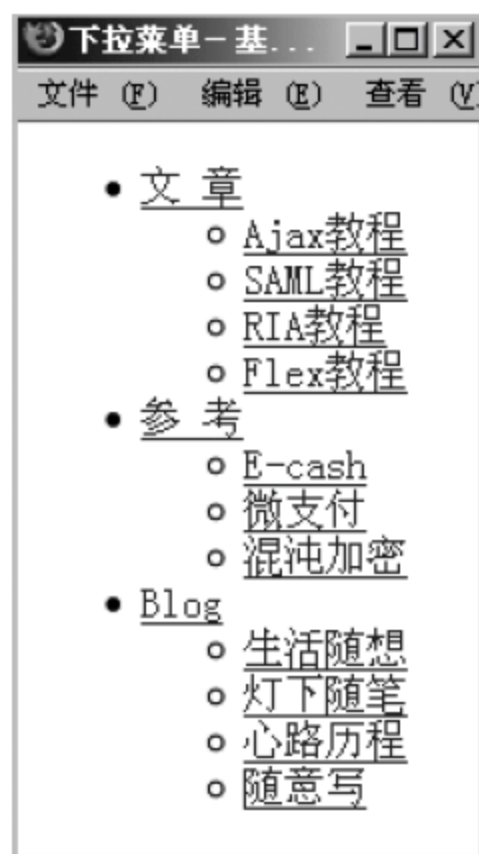 下拉菜单－基...
文件 (F) 编辑 (E) 查看 (V)
文 章
Ajax教程
SAML教程
RIA教程
Flex教程
参 考
E-cash
微支付
混沌加密
Blog
生活随想
灯下随笔
心路历程
随意写